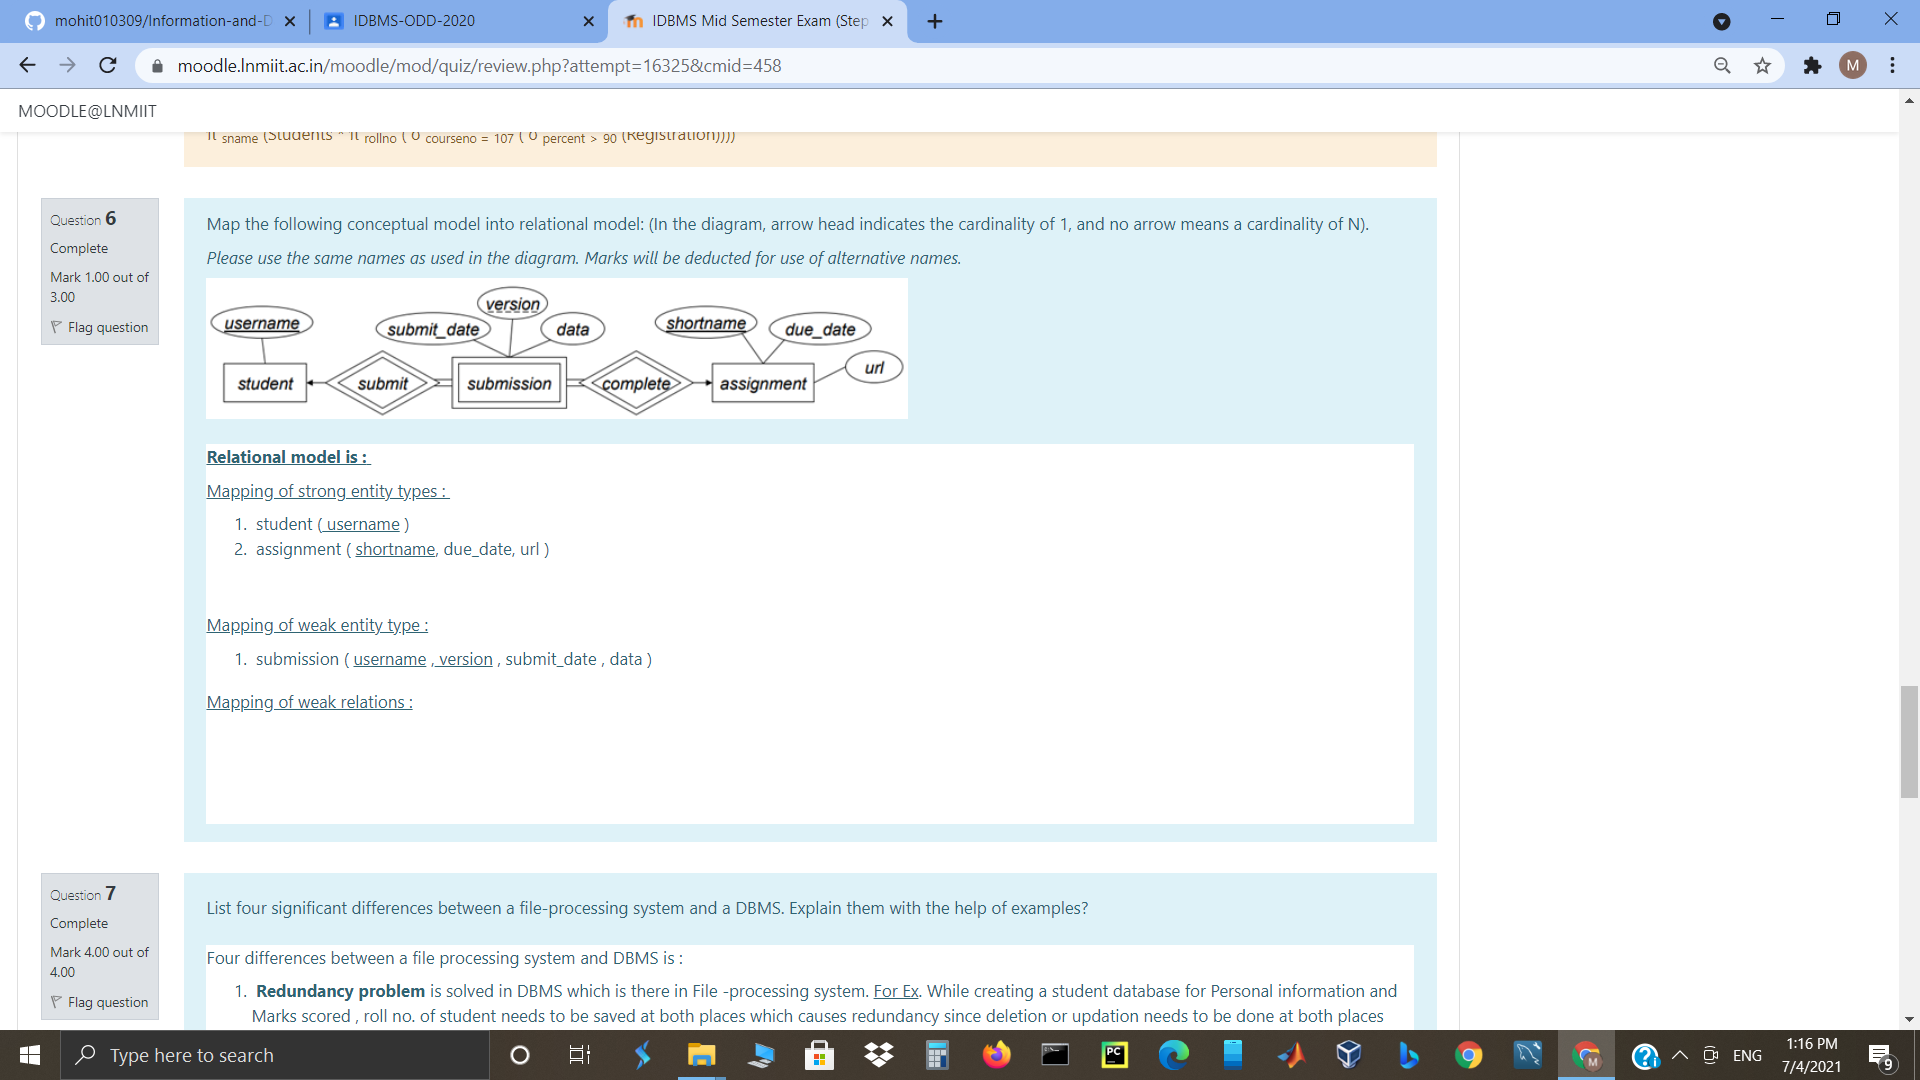 mohit010309/Information-and-D
IDBMS-ODD-2020
IDBMS Mid Semester Exam (Step
moodle.lnmiit.ac.in/moodle/mod/quiz/review.php?attempt=16325&cmid=458
M
MOODLE@LNMIIT
π sname (Students * π rollno ( σ courseno = 107 ( σ percent > 90 (Registration))))
Question 6
Complete
Mark 1.00 out of
3.00
Flag question
Map the following conceptual model into relational model: (In the diagram, arrow head indicates the cardinality of 1, and no arrow means a cardinality of N).
Please use the same names as used in the diagram. Marks will be deducted for use of alternative names.
username
submit_date
version
data
shortname
due_date
url
student
submit
submission
complete
assignment
Relational model is :
Mapping of strong entity types :
1. student ( username )
2. assignment ( shortname, due_date, url )
Mapping of weak entity type :
1. submission ( username , version , submit_date , data )
Mapping of weak relations :
Question 7
Complete
Mark 4.00 out of
4.00
Flag question
List four significant differences between a file-processing system and a DBMS. Explain them with the help of examples?
Four differences between a file processing system and DBMS is :
1. Redundancy problem is solved in DBMS which is there in File -processing system. For Ex. While creating a student database for Personal information and
Marks scored , roll no. of student needs to be saved at both places which causes redundancy since deletion or updation needs to be done at both places
Type here to search
PC
M
ENG
1:16 PM
7/4/2021
9